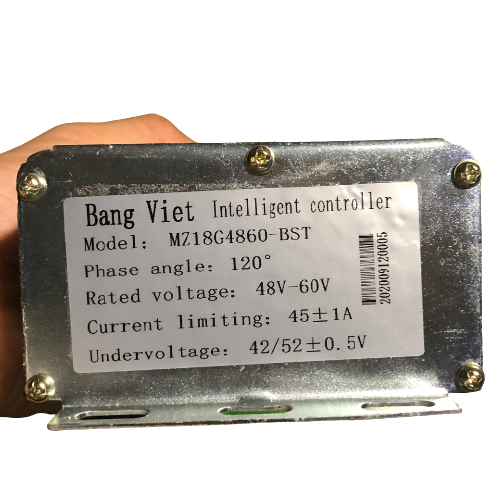 Bang Viet Intelligent controller
Model: MZ18G4860-BST
Phase angle: 120°
Rated voltage: 48V-60V
Current limiting: 45±1A
Undervoltage: 42/52±0.5V
202009120005